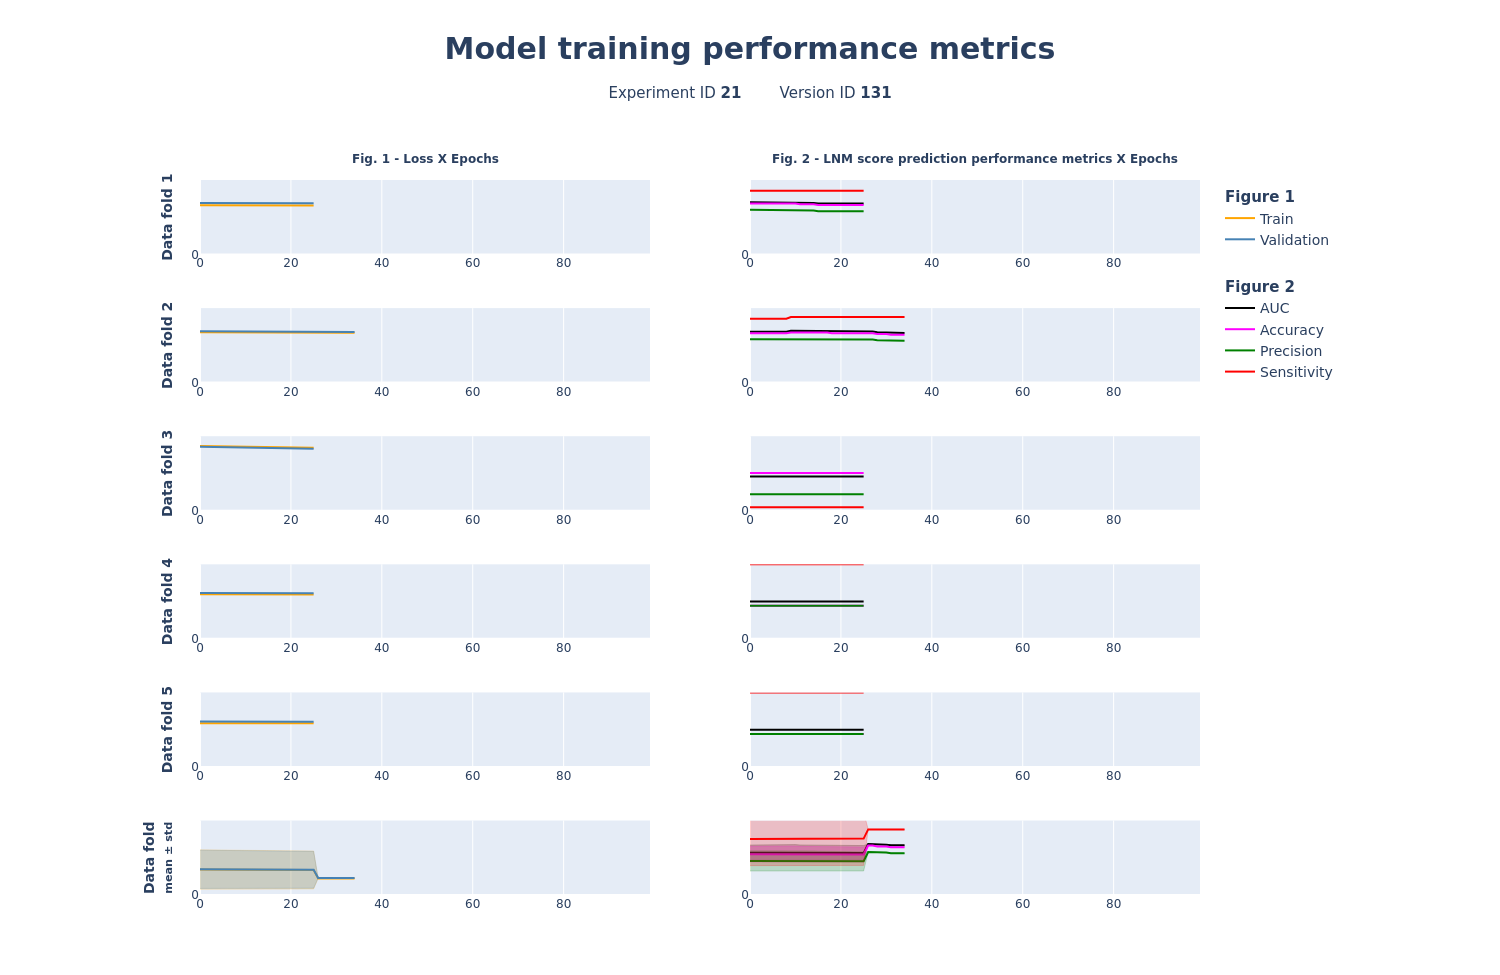 Model training performance metrics
Experiment ID 21 Version ID 131
Fig. 1 - Loss X Epochs
Fig. 2 - LNM score prediction performance metrics X Epochs
Data fold 1
0
0 20 40 60 80
0
0 20 40 60 80
Figure 1
Train
Validation
Figure 2
AUC
Accuracy
Precision
Sensitivity
Data fold 2
0
0 20 40 60 80
0
0 20 40 60 80
Data fold 3
0
0 20 40 60 80
0
0 20 40 60 80
Data fold 4
0
0 20 40 60 80
0
0 20 40 60 80
Data fold 5
0
0 20 40 60 80
0
0 20 40 60 80
Data fold
mean ± std
0
0 20 40 60 80
0
0 20 40 60 80